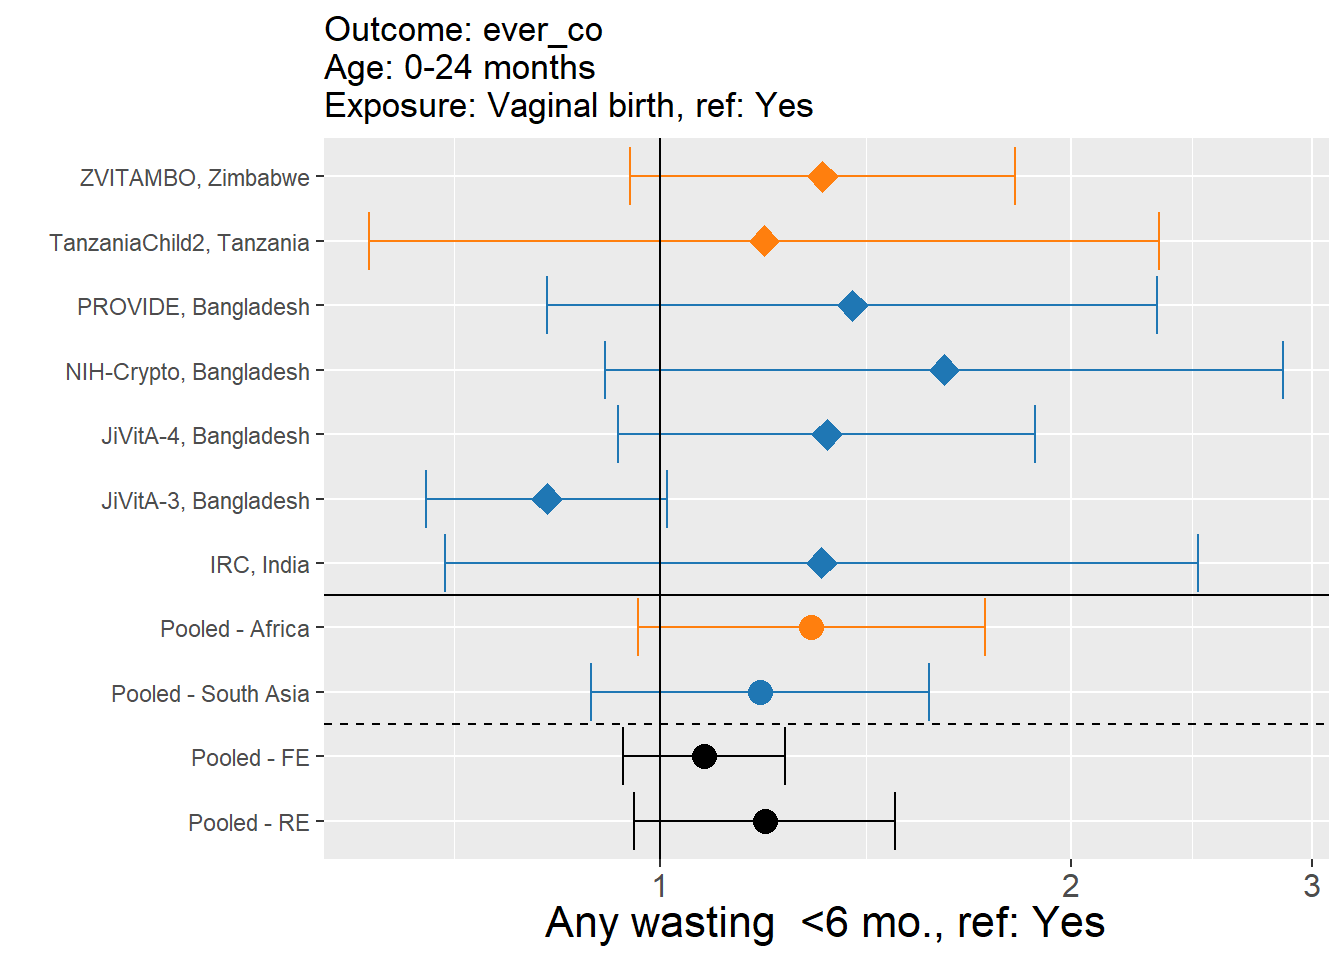 Outcome: ever_co
Age: 0-24 months
Exposure: Vaginal birth, ref: Yes
ZVITAMBO, Zimbabwe
TanzaniaChild2, Tanzania
PROVIDE, Bangladesh
NIH-Crypto, Bangladesh
JiVitA-4, Bangladesh
JiVitA-3, Bangladesh
IRC, India
Pooled - Africa
Pooled - South Asia
Pooled - FE
Pooled - RE
1 2 3
Any wasting  <6 mo., ref: Yes